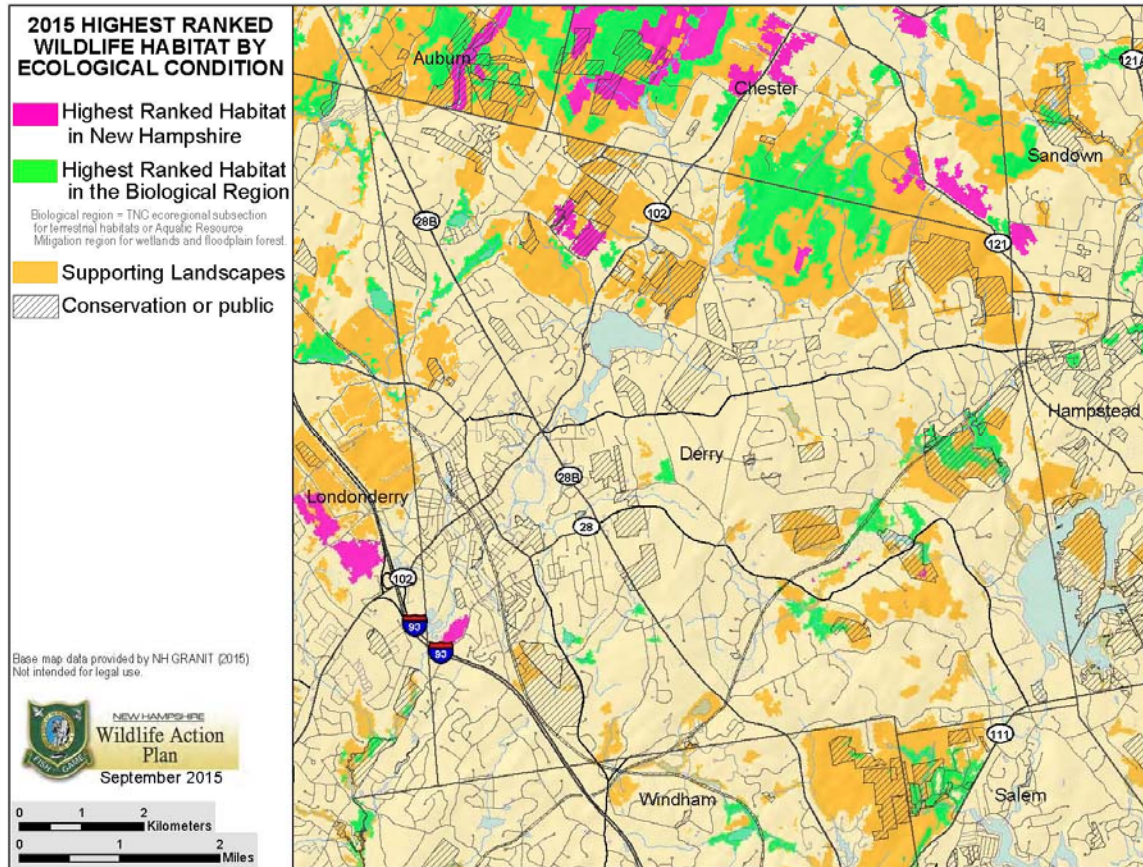 2015 HIGHEST RANKED
WILDLIFE HABITAT BY
ECOLOGICAL CONDITION
Highest Ranked Habitat
in New Hampshire
Highest Ranked Habitat
in the Biological Region
Biological region = TNC ecoregional subsection
for terrestrial habitats or Aquatic Resource
Mitigation region for wetlands and floodplain forest.
Supporting Landscapes
Conservation or public
Base map data provided by NH GRANIT (2015)
Not intended for legal use.
NEW HAMPSHIRE
Wildlife Action
Plan
FISH GAME
September 2015
0 1 2
Kilometers
0 1 2
Miles
Auburn
121A
Chester
Sandown
28B
102
121
Hampstead
Derry
28B
Londonderry
28
102
93
93
111
Windham
Salem